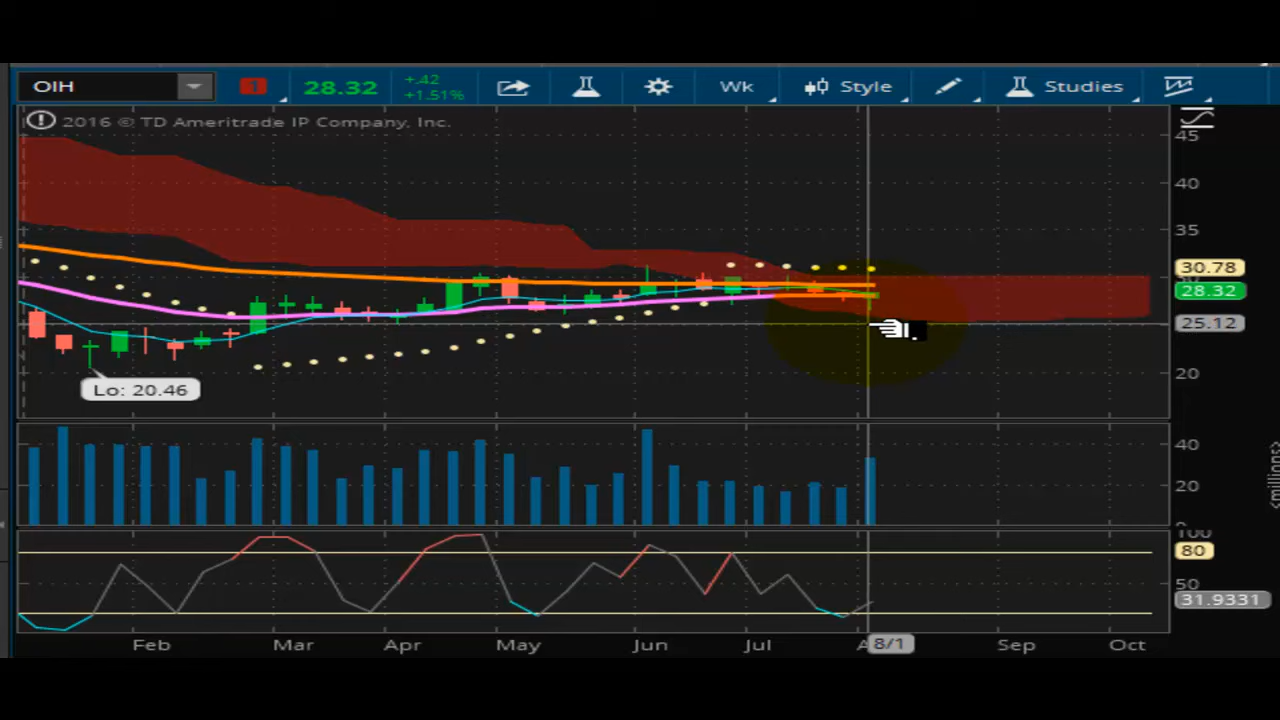 OIH 1 28.32 +.42 +1.51% Wk Style Studies
2016 © TD Ameritrade IP Company, Inc.
45
40
35
30.78
28.32
25.12
20
Lo: 20.46
40
20
<millions>
100
80
50
31.9331
Feb Mar Apr May Jun Jul 8/1 Sep Oct